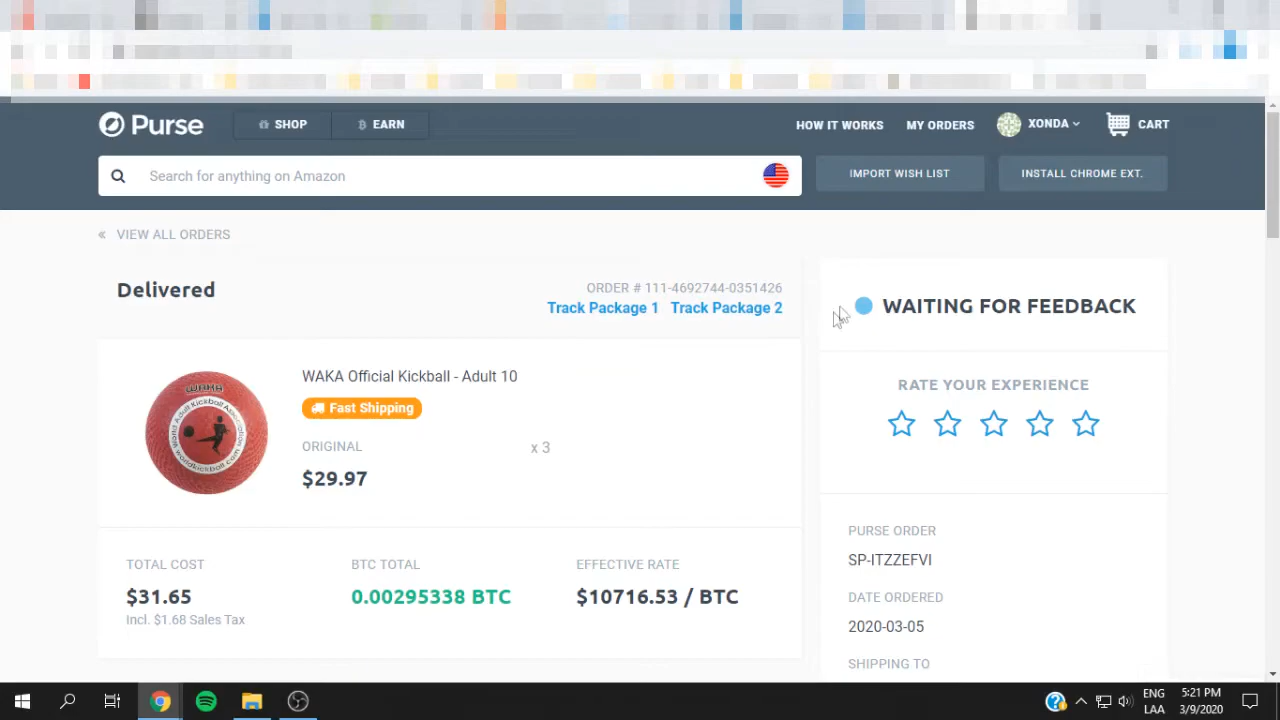 Purse
SHOP
EARN
HOW IT WORKS
MY ORDERS
XONDA
CART
Search for anything on Amazon
IMPORT WISH LIST
INSTALL CHROME EXT.
« VIEW ALL ORDERS
Delivered
ORDER # 111-4692744-0351426
Track Package 1 Track Package 2
WAITING FOR FEEDBACK
WAKA
WAKA Official Kickball - Adult 10
Fast Shipping
ORIGINAL
x 3
$29.97
RATE YOUR EXPERIENCE
TOTAL COST
$31.65
Incl. $1.68 Sales Tax
BTC TOTAL
0.00295338 BTC
EFFECTIVE RATE
$10716.53 / BTC
PURSE ORDER
SP-ITZZEFVI
DATE ORDERED
2020-03-05
SHIPPING TO
ENG
LAA
5:21 PM
3/9/2020